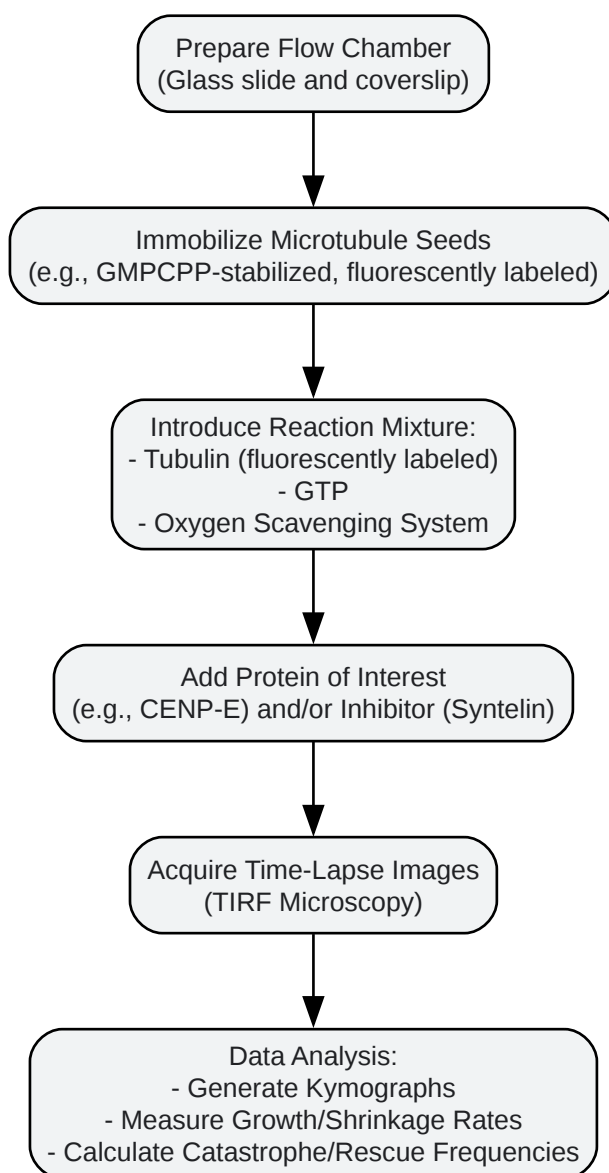 Prepare Flow Chamber
(Glass slide and coverslip)
Immobilize Microtubule Seeds
(e.g., GMPCPP-stabilized, fluorescently labeled)
Introduce Reaction Mixture:
- Tubulin (fluorescently labeled)
- GTP
- Oxygen Scavenging System
Add Protein of Interest
(e.g., CENP-E) and/or Inhibitor (Syntelin)
Acquire Time-Lapse Images
(TIRF Microscopy)
Data Analysis:
- Generate Kymographs
- Measure Growth/Shrinkage Rates
- Calculate Catastrophe/Rescue Frequencies